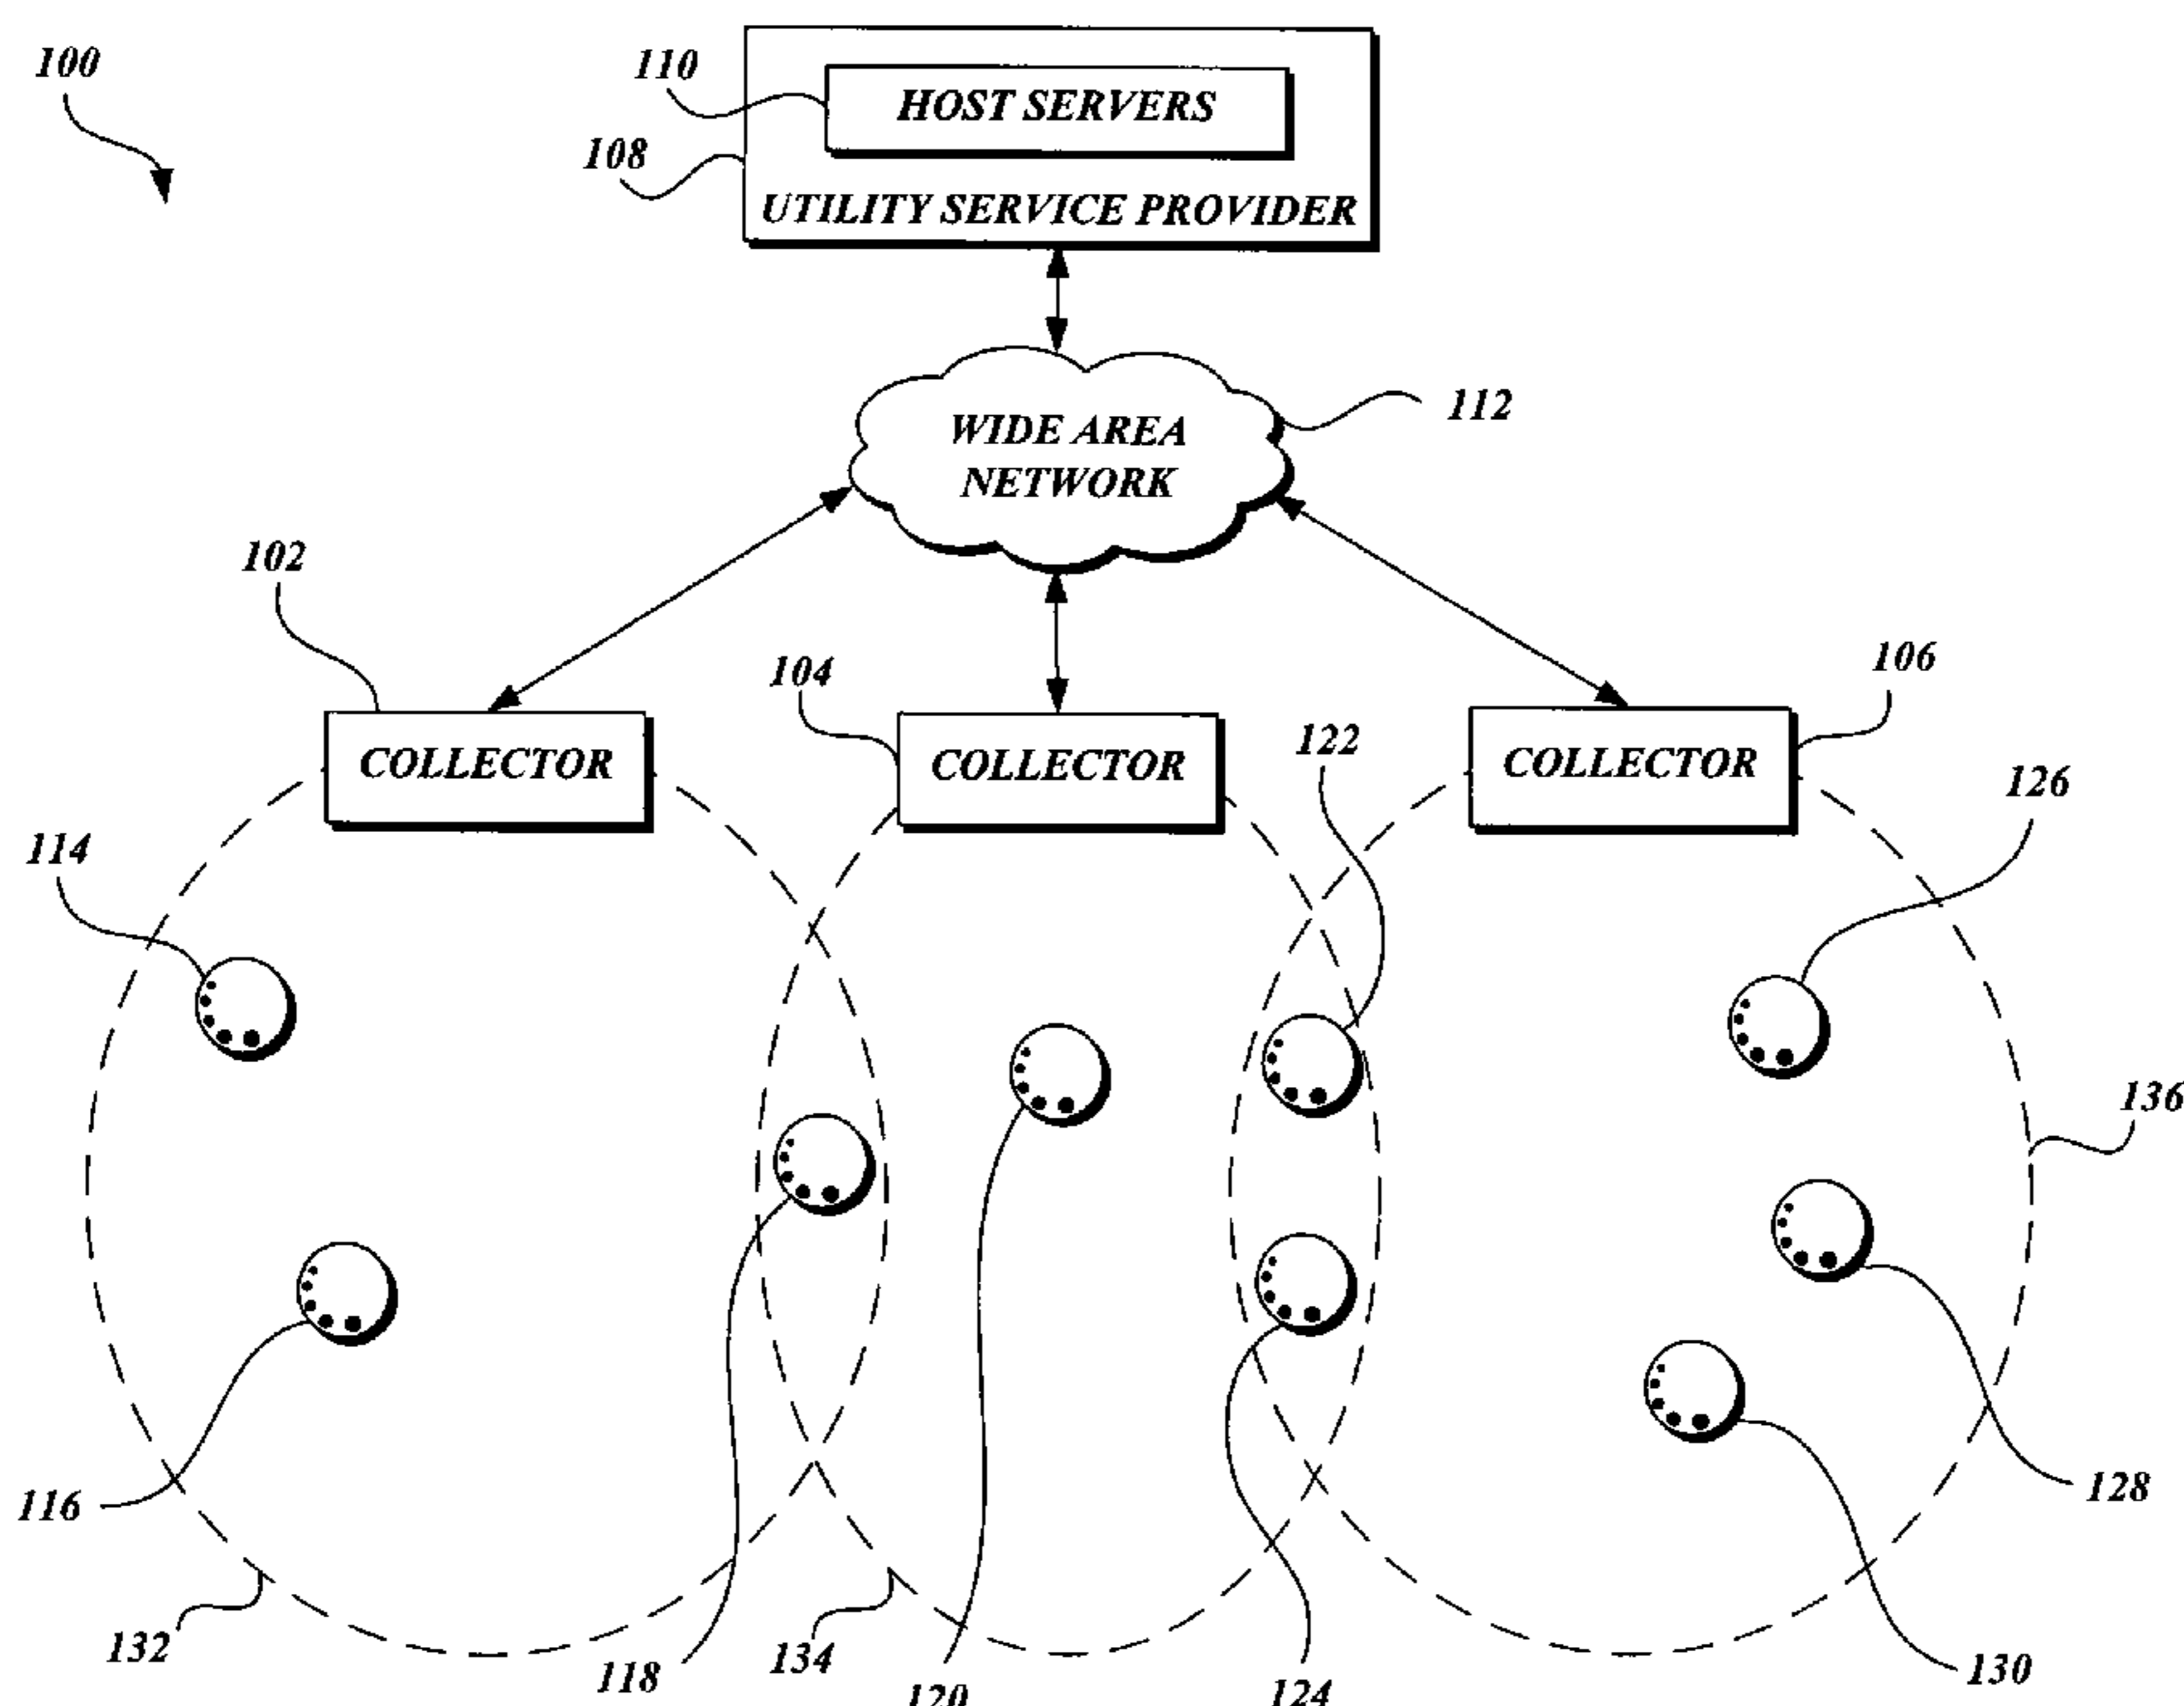 100
110
HOST SERVERS
108
UTILITY SERVICE PROVIDER
WIDE AREA
NETWORK
112
102
104
106
COLLECTOR
COLLECTOR
COLLECTOR
122
126
114
136
116
128
132
118
134
120
124
130